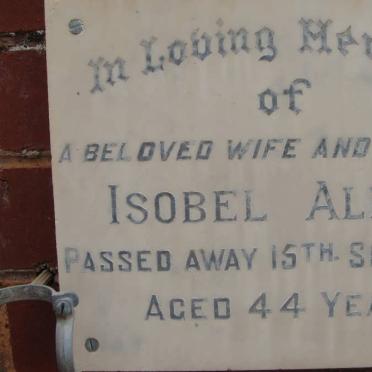 In Loving
of
A BELOVED WIFE AND
ISOBEL
PASSED AWAY 15TH.
AGED 44